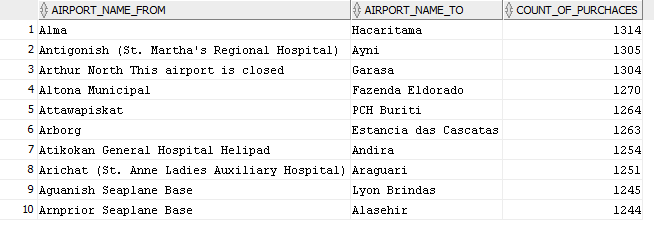 AIRPORT_NAME_FROM AIRPORT_NAME_TO COUNT_OF_PURCHACES
1 Alma Hacaritama 1314
2 Antigonish (St. Martha's Regional Hospital) Ayni 1305
3 Arthur North This airport is closed Garasa 1304
4 Altona Municipal Fazenda Eldorado 1270
5 Attawapiskat PCH Buriti 1264
6 Arborg Estancia das Cascatas 1263
7 Atikokan General Hospital Helipad Andira 1254
8 Arichat (St. Anne Ladies Auxiliary Hospital) Araguari 1251
9 Aguanish Seaplane Base Lyon Brindas 1245
10 Arnprior Seaplane Base Alasehir 1244